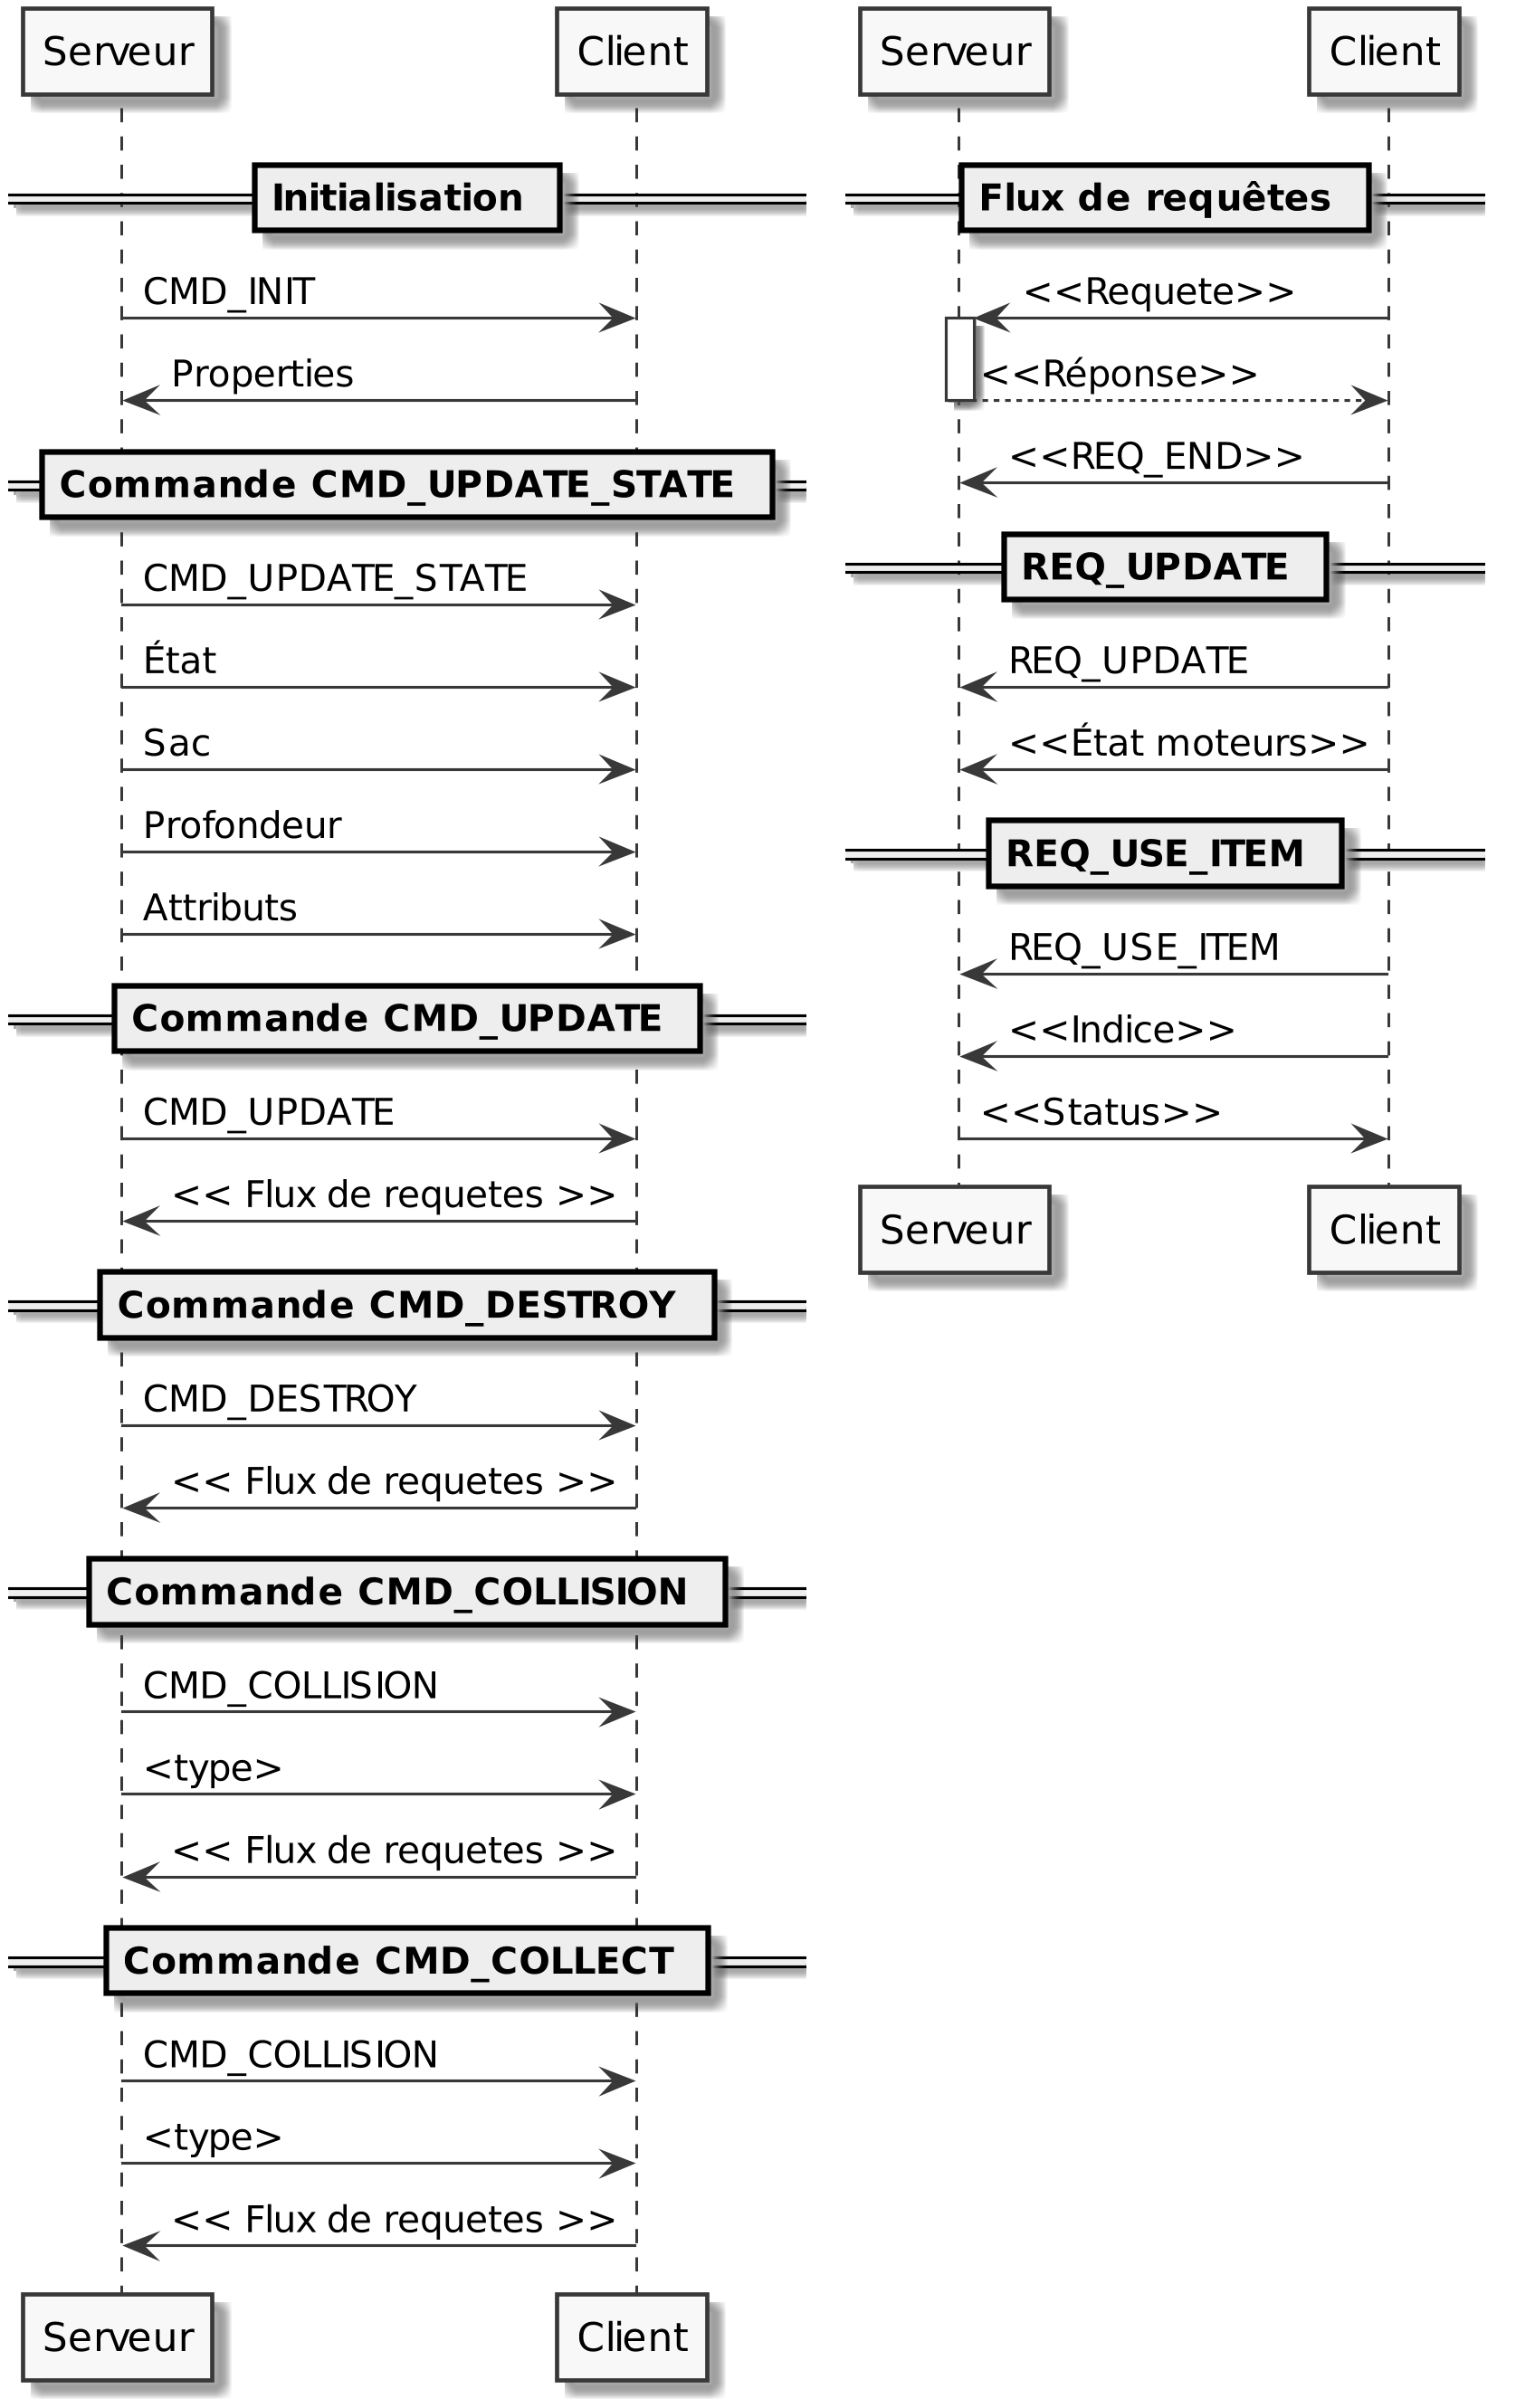 Serveur
Client
Initialisation
CMD_INIT
Properties
Commande CMD_UPDATE_STATE
CMD_UPDATE_STATE
État
Sac
Profondeur
Attributs
Commande CMD_UPDATE
CMD_UPDATE
<< Flux de requetes >>
Commande CMD_DESTROY
CMD_DESTROY
<< Flux de requetes >>
Commande CMD_COLLISION
CMD_COLLISION
<type>
<< Flux de requetes >>
Commande CMD_COLLECT
CMD_COLLISION
<type>
<< Flux de requetes >>
Serveur
Client
Serveur
Client
Flux de requêtes
<<Requete>>
<<Réponse>>
<<REQ_END>>
REQ_UPDATE
REQ_UPDATE
<<État moteurs>>
REQ_USE_ITEM
REQ_USE_ITEM
<<Indice>>
<<Status>>
Serveur
Client